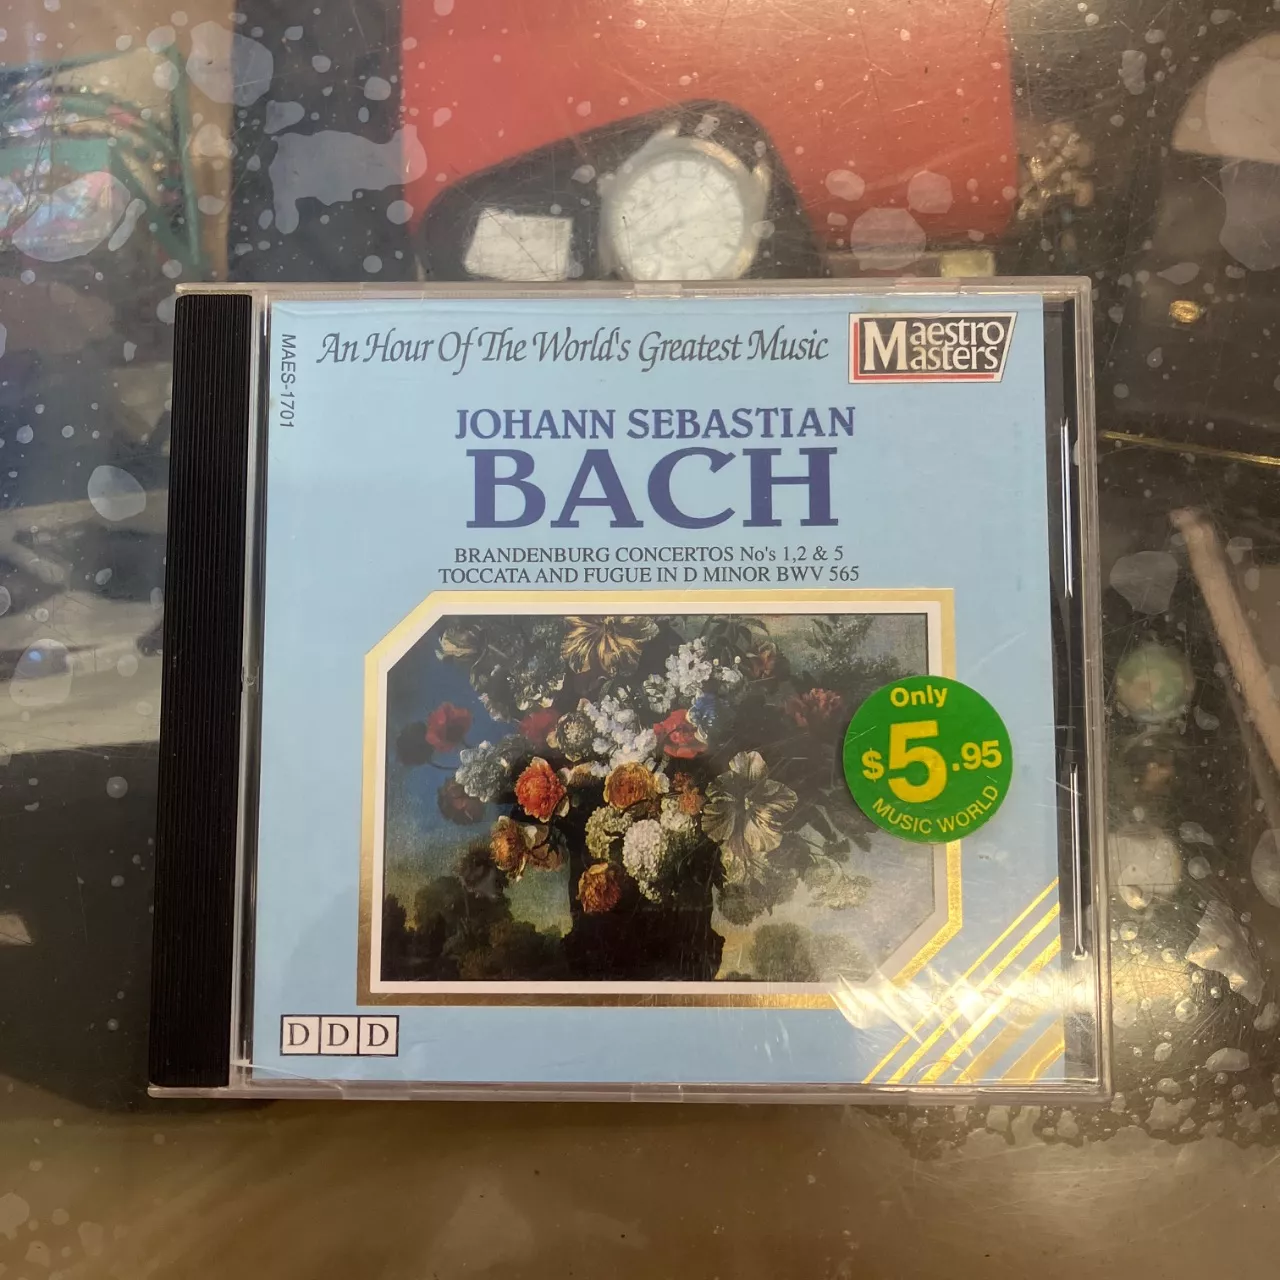 MAES-1701
An Hour Of The World's Greatest Music
Maestro
Masters
JOHANN SEBASTIAN
BACH
BRANDENBURG CONCERTOS No's 1,2 & 5
TOCCATA AND FUGUE IN D MINOR BWV 565
Only
$5.95
MUSIC WORLD
DDD